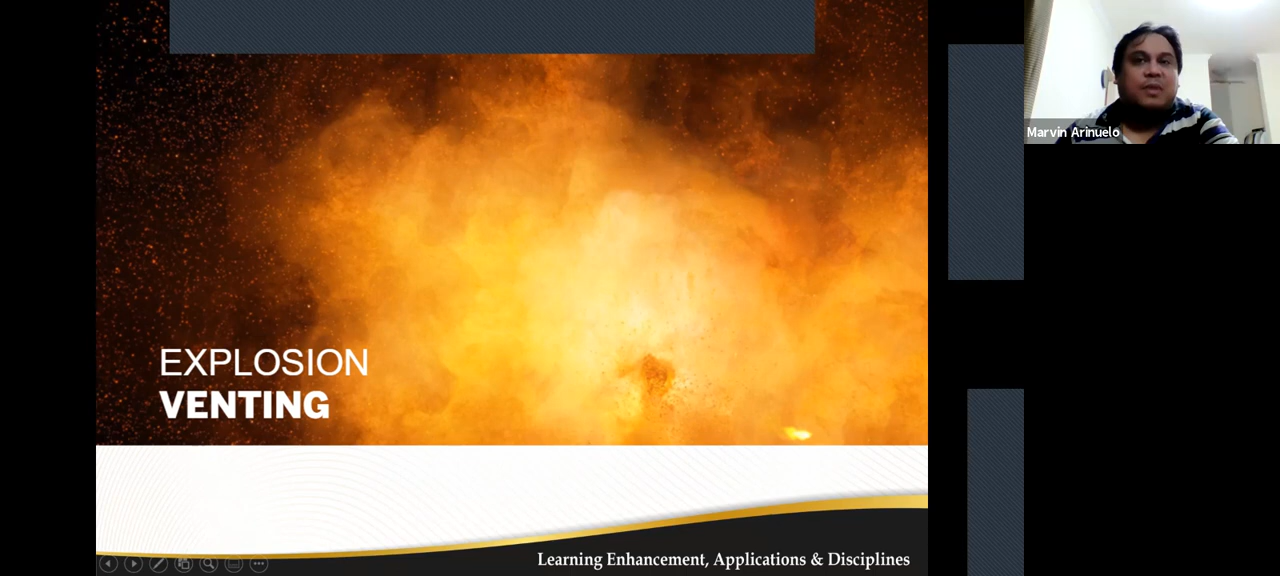 Marvin Arinuelo
EXPLOSION
VENTING
Learning Enhancement, Applications & Disciplines